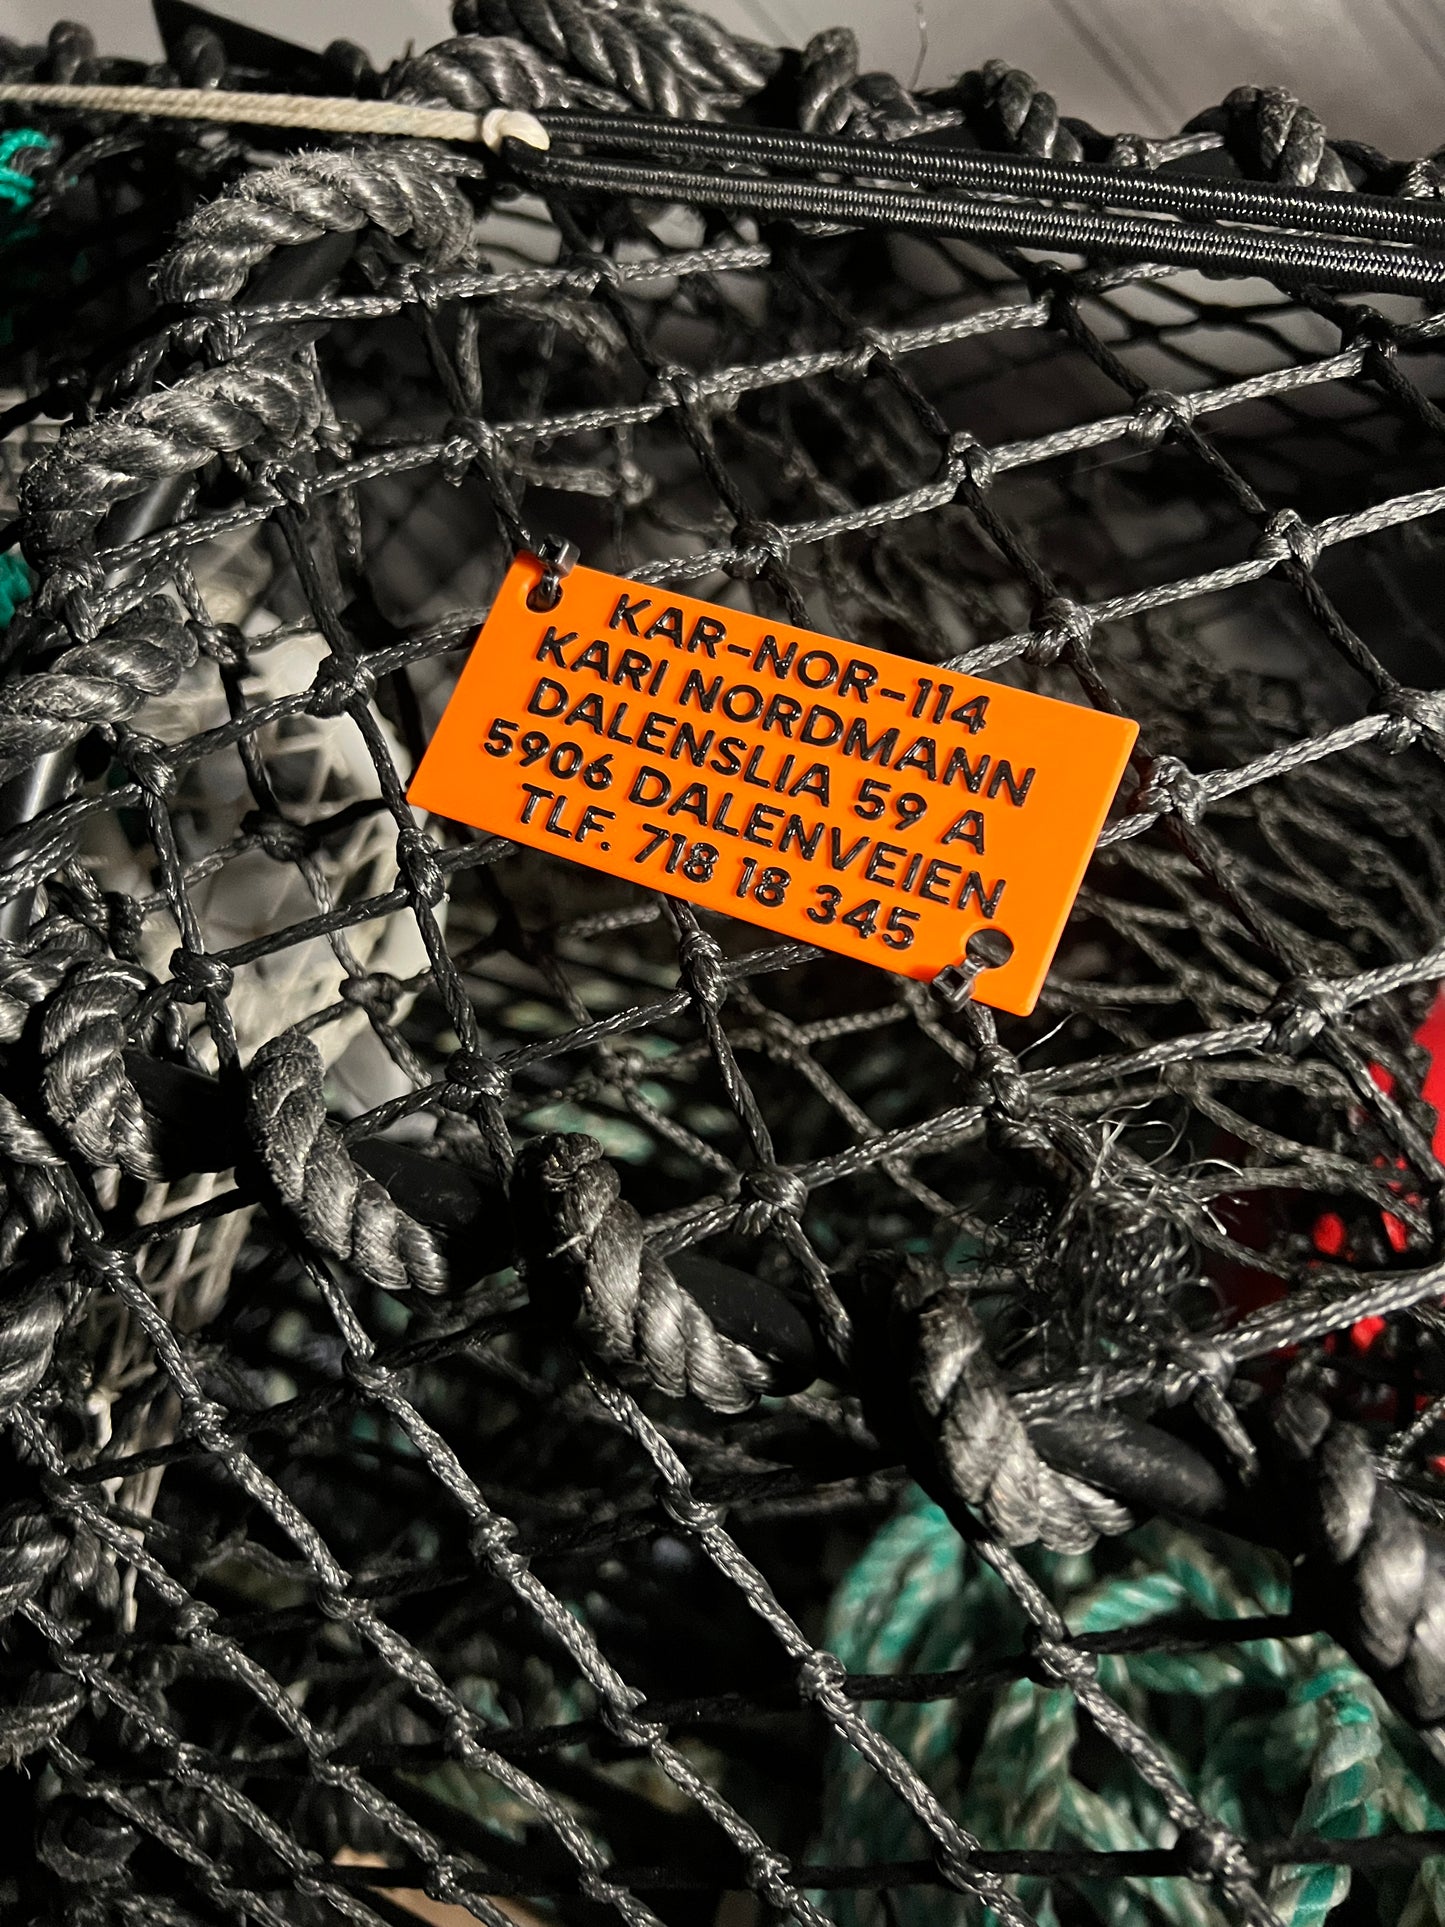 KAR-NOR-114
KARI NORDMANN
DALENSLIA 59 A
5906 DALENVEIEN
TLF. 718 18 345